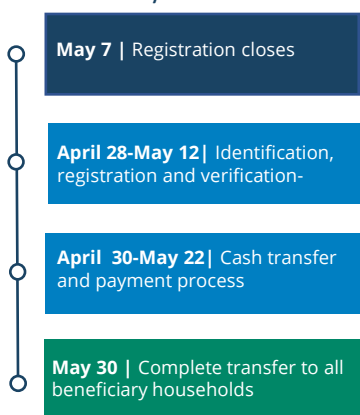 May 7 | Registration closes
April 28-May 12| Identification,
registration and verification-
April  30-May 22| Cash transfer
and payment process
May 30 | Complete transfer to all
beneficiary households